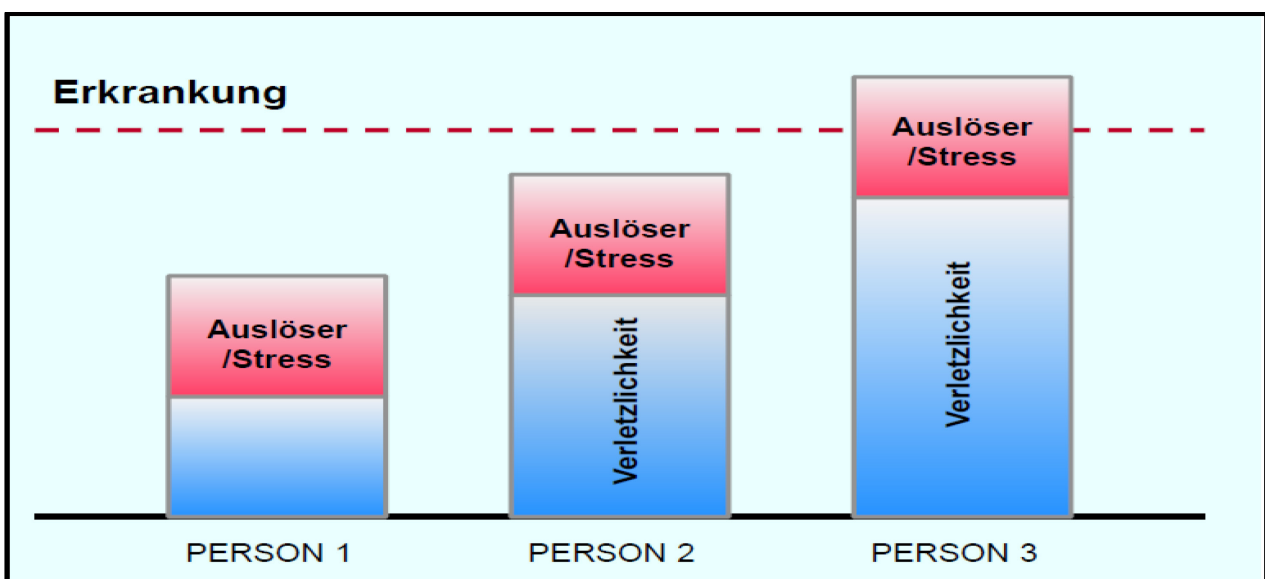 Erkrankung
Auslöser
/Stress
Auslöser
/Stress
Auslöser
/Stress
Verletzlichkeit
Verletzlichkeit
PERSON 1
PERSON 2
PERSON 3